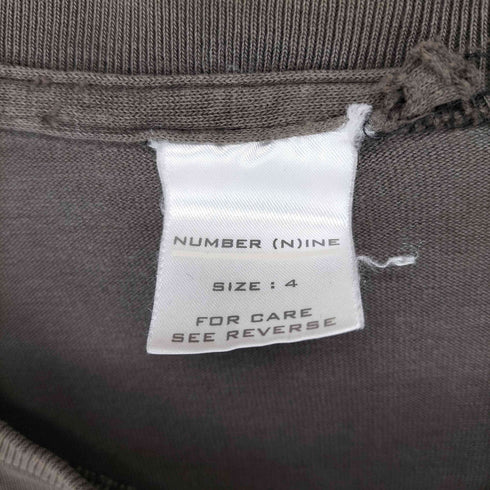 NUMBER (N)INE
SIZE : 4
FOR CARE
SEE REVERSE